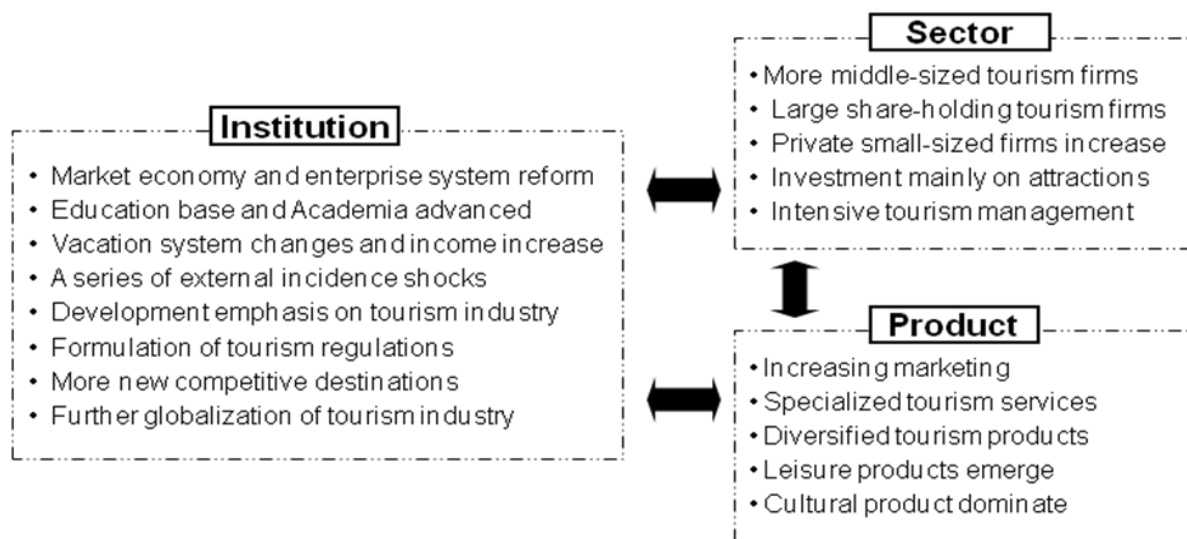 Institution
• Market economy and enterprise system reform
• Education base and Academia advanced
• Vacation system changes and income increase
• A series of external incidence shocks
• Development emphasis on tourism industry
• Formulation of tourism regulations
• More new competitive destinations
• Further globalization of tourism industry
Sector
• More middle-sized tourism firms
• Large share-holding tourism firms
• Private small-sized firms increase
• Investment mainly on attractions
• Intensive tourism management
Product
• Increasing marketing
• Specialized tourism services
• Diversified tourism products
• Leisure products emerge
• Cultural product dominate